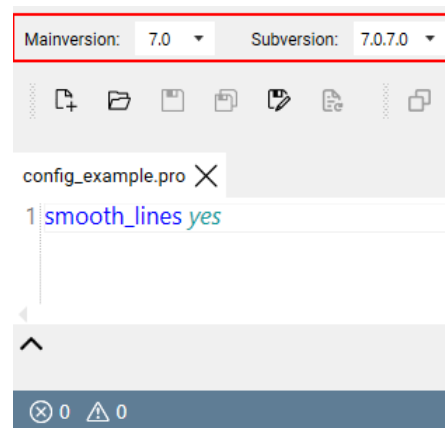 Mainversion: 7.0 Subversion: 7.0.7.0
config_example.pro
1 smooth_lines yes
0 0